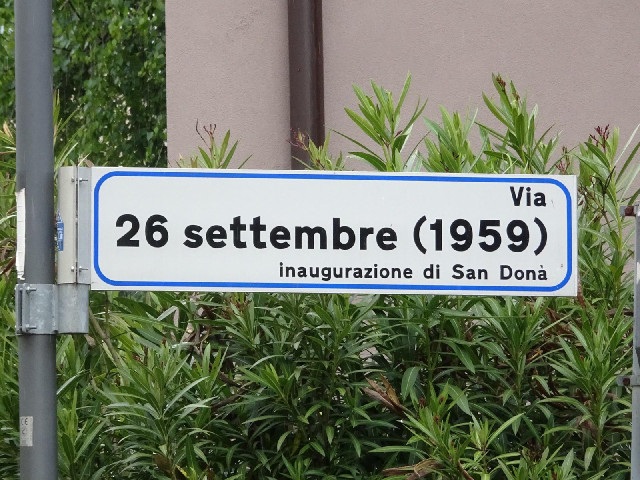 Via
26 settembre (1959)
inaugurazione di San Donà